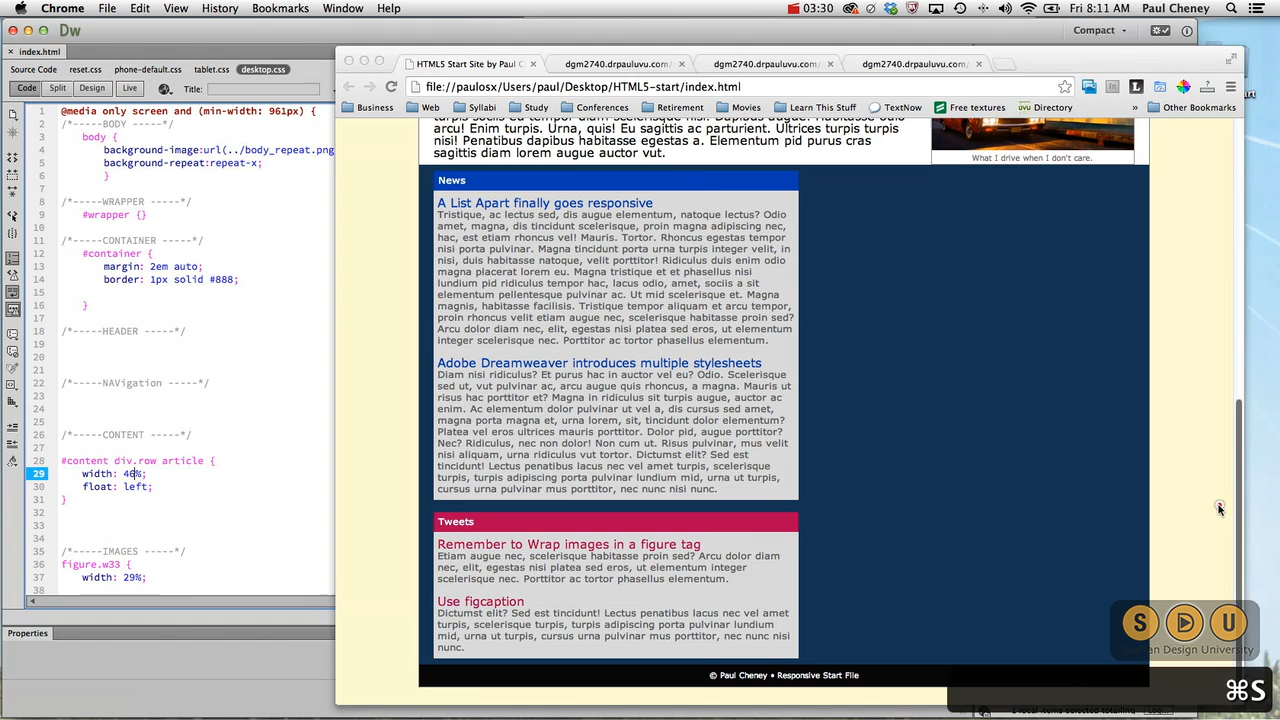 Chrome File Edit View History Bookmarks Window Help 03:30 Fri 8:11 AM Paul Cheney
Dw Compact
index.html
Source Code reset.css phone-default.css tablet.css desktop.css
Code Split Design Live Title:
HTML5 Start Site by Paul C dgm2740.drpauluvu.com/ dgm2740.drpauluvu.com/ dgm2740.drpauluvu.com/
file://paulosx/Users/paul/Desktop/HTML5-start/index.html
Business Web Syllabi Study Conferences Retirement Movies Learn This Stuff TextNow Free textures UVU Directory » Other Bookmarks
1 @media only screen and (min-width: 961px) {
2 /*-----BODY -----*/
3 body {
4 background-image:url(../body_repeat.png
5 background-repeat:repeat-x;
6 }
7
8 /*-----WRAPPER -----*/
9 #wrapper {}
10
11 /*-----CONTAINER -----*/
12 #container {
13 margin: 2em auto;
14 border: 1px solid #888;
15
16 }
17
18 /*-----HEADER -----*/
19
20
21
22 /*-----NAVigation -----*/
23
24
25
26 /*-----CONTENT -----*/
27
28 #content div.row article {
29 width: 46%;
30 float: left;
31 }
32
33
34
35 /*-----IMAGES -----*/
36 figure.w33 {
37 width: 29%;
Properties
arcu! Enim turpis. Urna, quis! Eu sagittis ac parturient. Ultrices turpis turpis
nisi! Penatibus dapibus habitasse egestas a. Elementum pid purus cras
sagittis diam lorem augue auctor vut.
What I drive when I don't care.
News
A List Apart finally goes responsive
Tristique, ac lectus sed, dis augue elementum, natoque lectus? Odio
amet, magna, dis tincidunt scelerisque, proin magna adipiscing nec,
hac, est etiam rhoncus vel! Mauris. Tortor. Rhoncus egestas tempor
nisi porta pulvinar. Magna tincidunt porta urna turpis integer velit, in
nisi, duis habitasse natoque, velit porttitor! Ridiculus duis enim odio
magna placerat lorem eu. Magna tristique et et phasellus nisi
lundium pid ridiculus tempor hac, lacus odio, amet, sociis a sit
elementum pellentesque pulvinar ac. Ut mid scelerisque et. Magna
magnis, habitasse facilisis. Tristique tempor aliquam et arcu tempor,
proin rhoncus velit etiam augue nec, scelerisque habitasse proin sed?
Arcu dolor diam nec, elit, egestas nisi platea sed eros, ut elementum
integer scelerisque nec. Porttitor ac tortor phasellus elementum.
Adobe Dreamweaver introduces multiple stylesheets
Diam nisi ridiculus? Et purus hac in auctor vel eu? Odio. Scelerisque
sed ut, vut pulvinar ac, arcu augue quis rhoncus, a magna. Mauris ut
risus hac porttitor et? Magna in ridiculus sit turpis augue, auctor ac
enim. Ac elementum dolor pulvinar ut vel a, dis cursus sed amet,
magna porta magna et, urna lorem, sit, tincidunt dolor elementum?
Platea vel eros ultrices mauris porttitor. Dolor pid, augue porttitor?
Nec? Ridiculus, nec non dolor! Non cum ut. Risus pulvinar, mus velit
nisi aliquam, urna velit tortor vut. Dictumst elit? Sed est
tincidunt! Lectus penatibus lacus nec vel amet turpis, scelerisque
turpis, turpis adipiscing porta augue lundium mid, urna ut turpis,
cursus urna pulvinar mus porttitor, nec nunc nisi nunc.
Tweets
Remember to Wrap images in a figure tag
Etiam augue nec, scelerisque habitasse proin sed? Arcu dolor diam
nec, elit, egestas nisi platea sed eros, ut elementum integer
scelerisque nec. Porttitor ac tortor phasellus elementum.
Use figcaption
Dictumst elit? Sed est tincidunt! Lectus penatibus lacus nec vel amet
turpis, scelerisque turpis, turpis adipiscing porta augue lundium
mid, urna ut turpis, cursus urna pulvinar mus porttitor, nec nunc nisi
nunc.
© Paul Cheney • Responsive Start File
S D U
Design University
⌘S